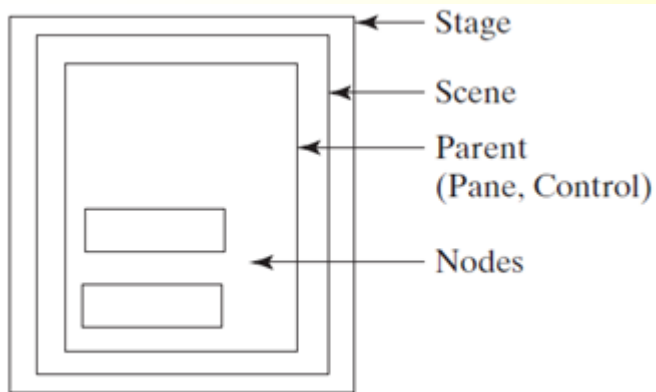 Stage
Scene
Parent
(Pane, Control)
Nodes